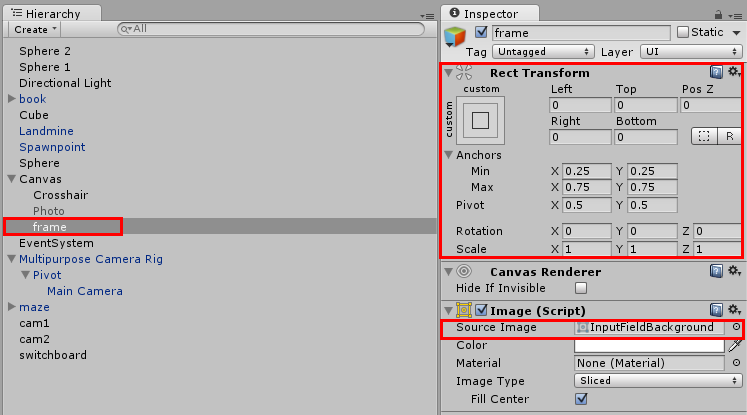 Hierarchy
Create
All
Sphere 2
Sphere 1
Directional Light
book
Cube
Landmine
Spawnpoint
Sphere
Canvas
Crosshair
Photo
frame
EventSystem
Multipurpose Camera Rig
Pivot
Main Camera
maze
cam1
cam2
switchboard
Inspector
frame Static
Tag Untagged Layer UI
Rect Transform
custom Left Top Pos Z
custom 0 0 0
Right Bottom
0 0 R
Anchors
Min X 0.25 Y 0.25
Max X 0.75 Y 0.75
Pivot X 0.5 Y 0.5
Rotation X 0 Y 0 Z 0
Scale X 1 Y 1 Z 1
Canvas Renderer
Hide If Invisible
Image (Script)
Source Image InputFieldBackground
Color
Material None (Material)
Image Type Sliced
Fill Center